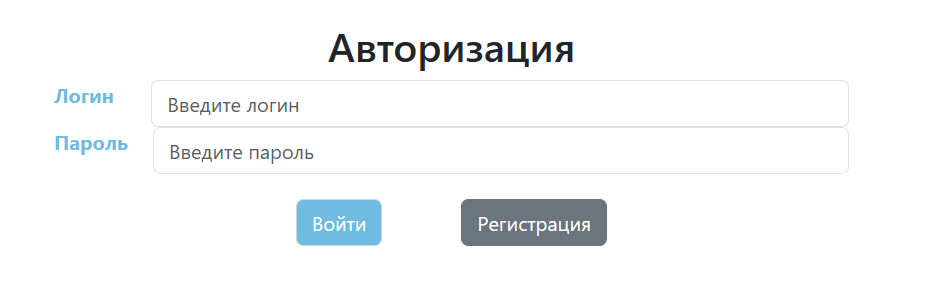 Авторизация
Логин Введите логин
Пароль Введите пароль
Войти Регистрация